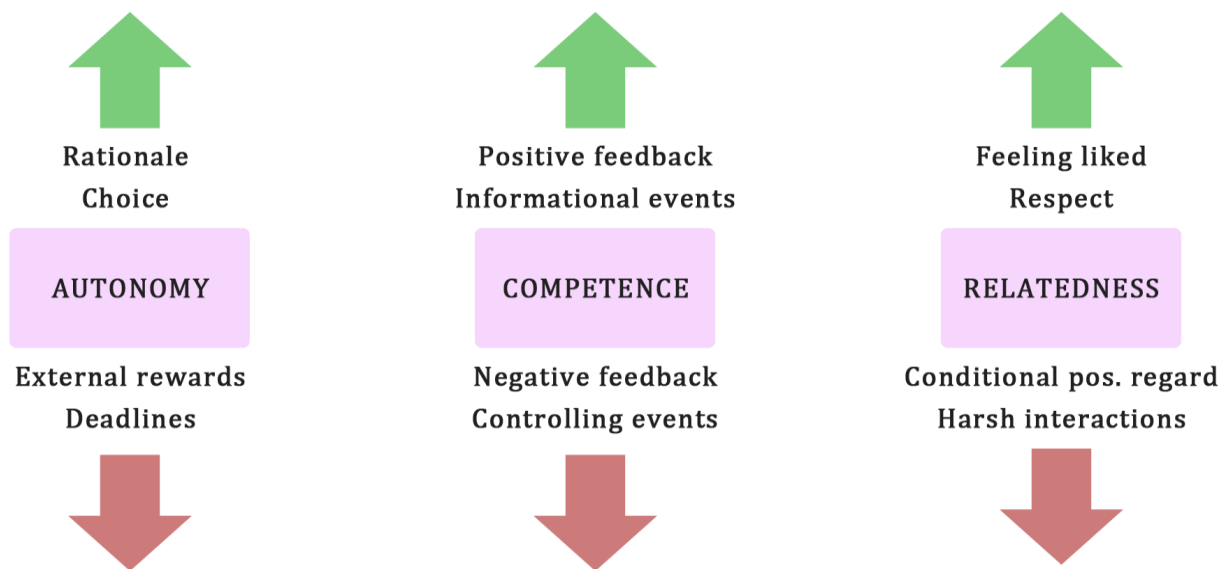 Rationale
Choice
AUTONOMY
External rewards
Deadlines
Positive feedback
Informational events
COMPETENCE
Negative feedback
Controlling events
Feeling liked
Respect
RELATEDNESS
Conditional pos. regard
Harsh interactions